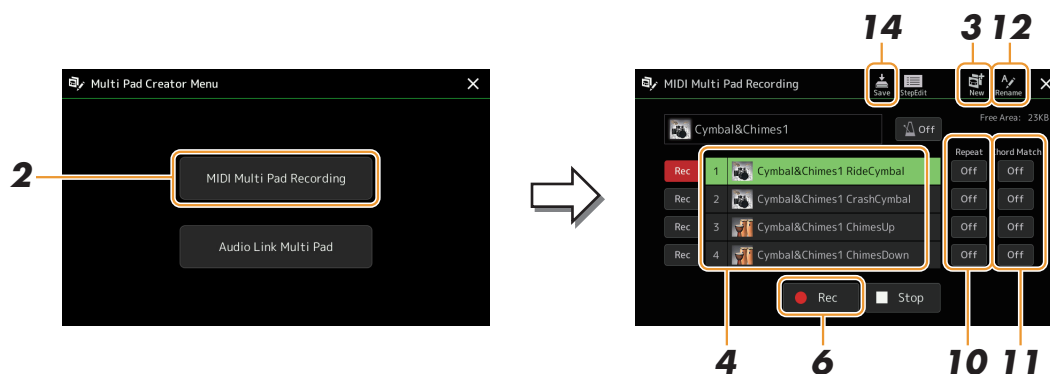 14
3 12
Multi Pad Creator Menu
MIDI Multi Pad Recording
Save
StepEdit
New
Rename
Free Area: 23KB
Cymbal&Chimes1
Off
Repeat
Chord Match
2
MIDI Multi Pad Recording
Audio Link Multi Pad
Rec 1 Cymbal&Chimes1 RideCymbal Off Off
Rec 2 Cymbal&Chimes1 CrashCymbal Off Off
Rec 3 Cymbal&Chimes1 ChimesUp Off Off
Rec 4 Cymbal&Chimes1 ChimesDown Off Off
Rec
Stop
4
6
10 11